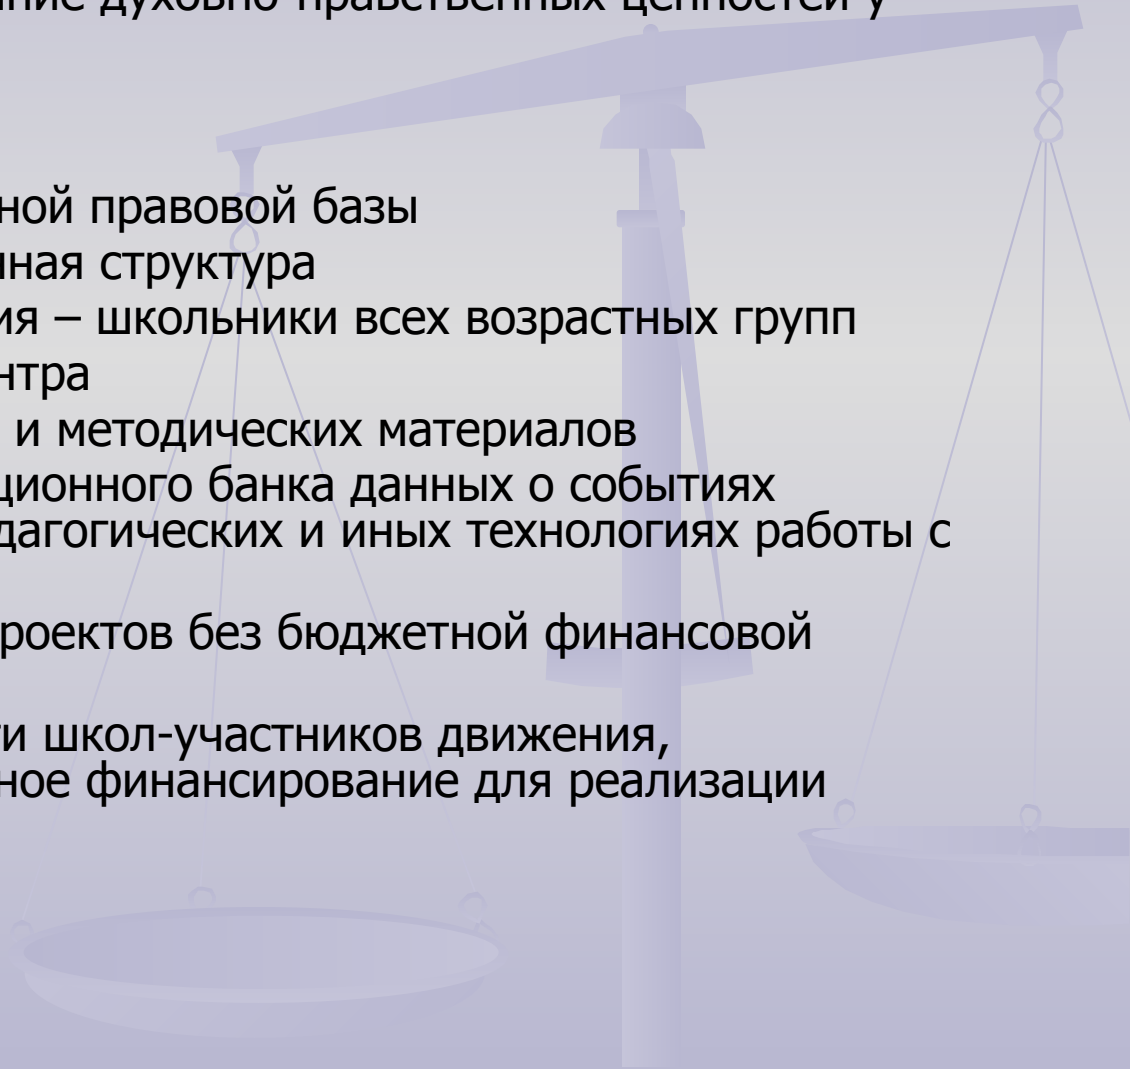 ние духовно-нравственных ценностей у
ной правовой базы
нная структура
ия – школьники всех возрастных групп
нтра
и методических материалов
ционного банка данных о событиях
дагогических и иных технологиях работы с
роектов без бюджетной финансовой
ти школ-участников движения,
ное финансирование для реализации